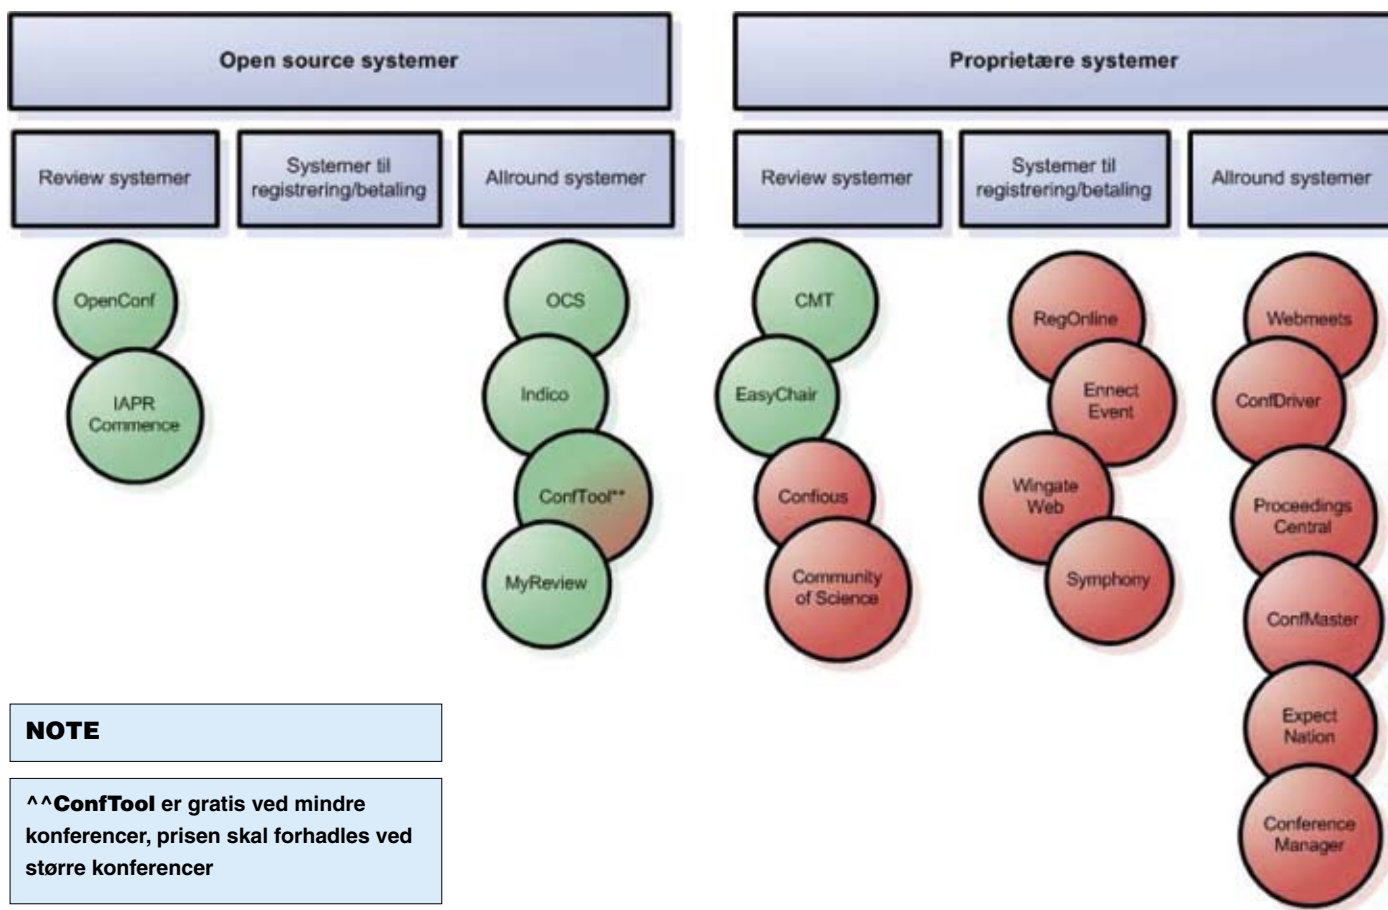 Open source systemer
Proprietære systemer
Review systemer
Systemer til
registrering/betaling
Allround systemer
Review systemer
Systemer til
registrering/betaling
Allround systemer
OpenConf
IAPR
Commence
OCS
Indico
ConfTool**
MyReview
CMT
EasyChair
Confious
Community
of Science
RegOnline
Ennect
Event
Wingate
Web
Symphony
Webmeets
ConfDriver
Proceedings
Central
ConfMaster
Expect
Nation
Conference
Manager
NOTE
^^ConfTool er gratis ved mindre
konferencer, prisen skal forhadles ved
større konferencer